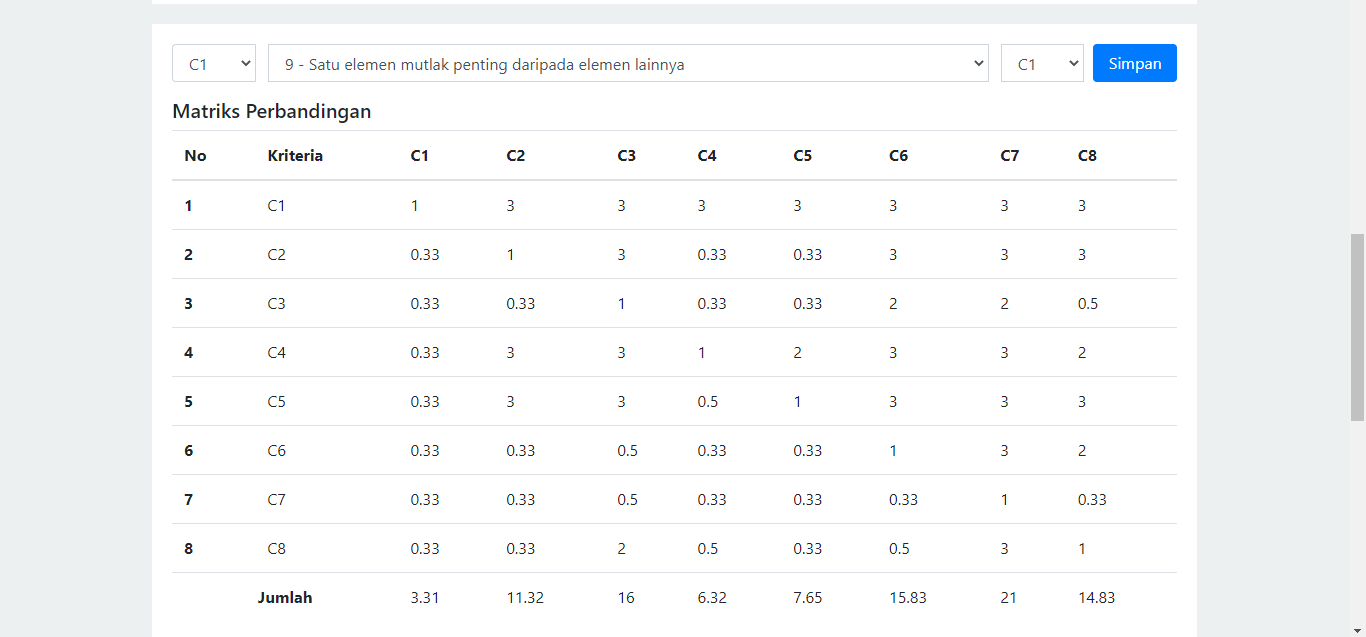 C1 9 - Satu elemen mutlak penting daripada elemen lainnya C1 Simpan
Matriks Perbandingan
No Kriteria C1 C2 C3 C4 C5 C6 C7 C8
1 C1 1 3 3 3 3 3 3 3
2 C2 0.33 1 3 0.33 0.33 3 3 3
3 C3 0.33 0.33 1 0.33 0.33 2 2 0.5
4 C4 0.33 3 3 1 2 3 3 2
5 C5 0.33 3 3 0.5 1 3 3 3
6 C6 0.33 0.33 0.5 0.33 0.33 1 3 2
7 C7 0.33 0.33 0.5 0.33 0.33 0.33 1 0.33
8 C8 0.33 0.33 2 0.5 0.33 0.5 3 1
Jumlah 3.31 11.32 16 6.32 7.65 15.83 21 14.83